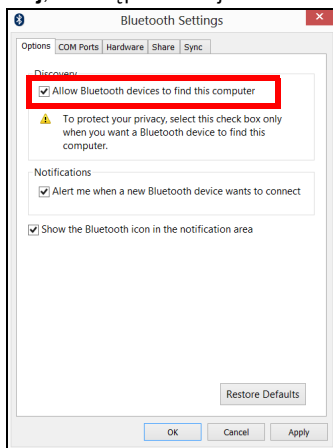 Bluetooth Settings
Options COM Ports Hardware Share Sync
Discovery
Allow Bluetooth devices to find this computer
To protect your privacy, select this check box only
when you want a Bluetooth device to find this
computer.
Notifications
Alert me when a new Bluetooth device wants to connect
Show the Bluetooth icon in the notification area
Restore Defaults
OK Cancel Apply